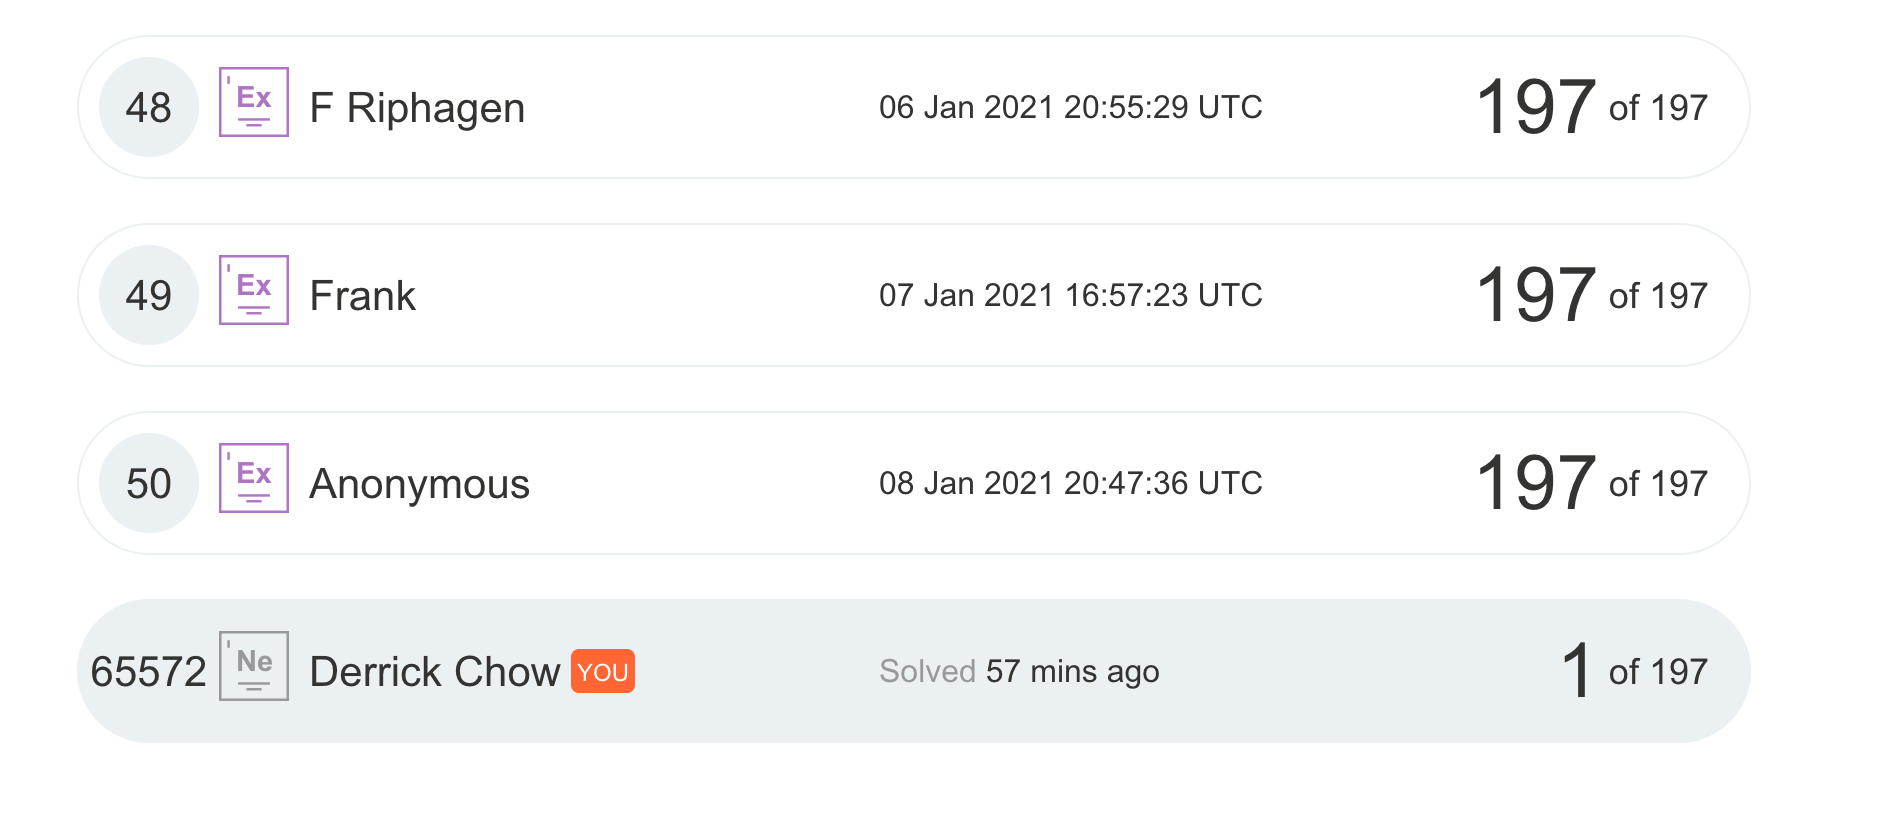 48 Ex F Riphagen 06 Jan 2021 20:55:29 UTC 197 of 197
49 Ex Frank 07 Jan 2021 16:57:23 UTC 197 of 197
50 Ex Anonymous 08 Jan 2021 20:47:36 UTC 197 of 197
65572 Ne Derrick Chow YOU Solved 57 mins ago 1 of 197